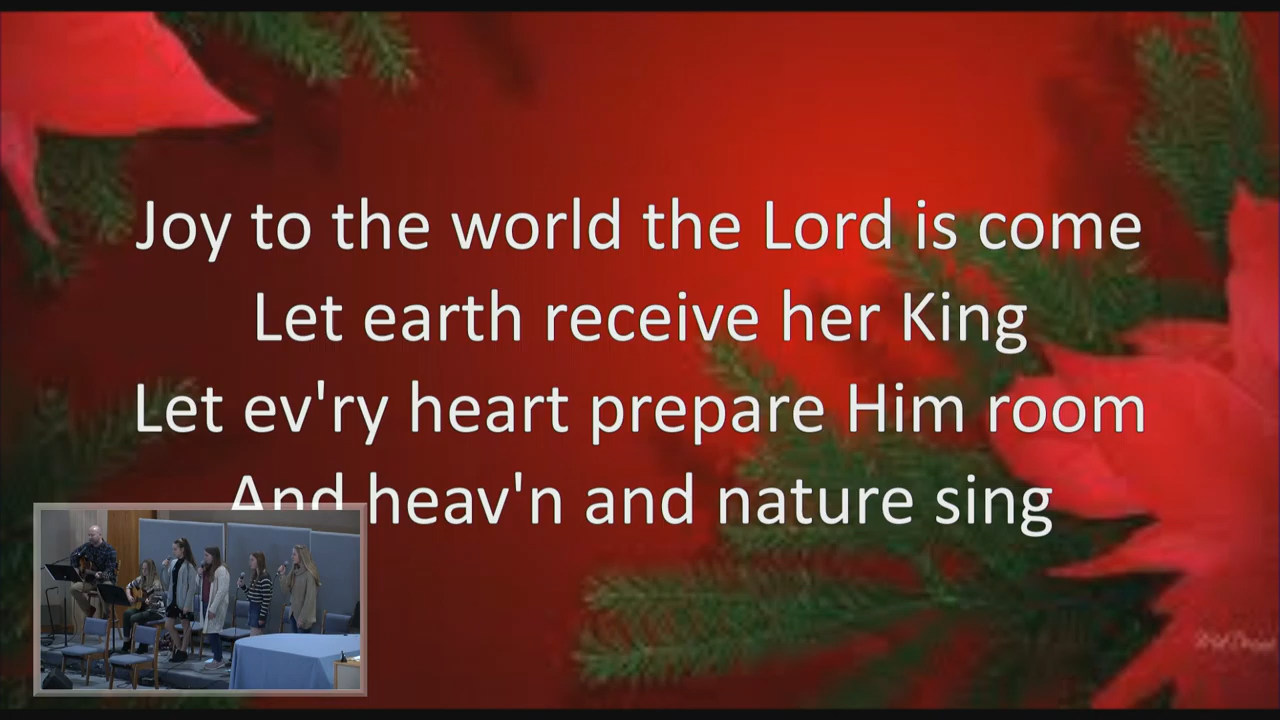 Joy to the world the Lord is come
Let earth receive her King
Let ev'ry heart prepare Him room
And heav'n and nature sing